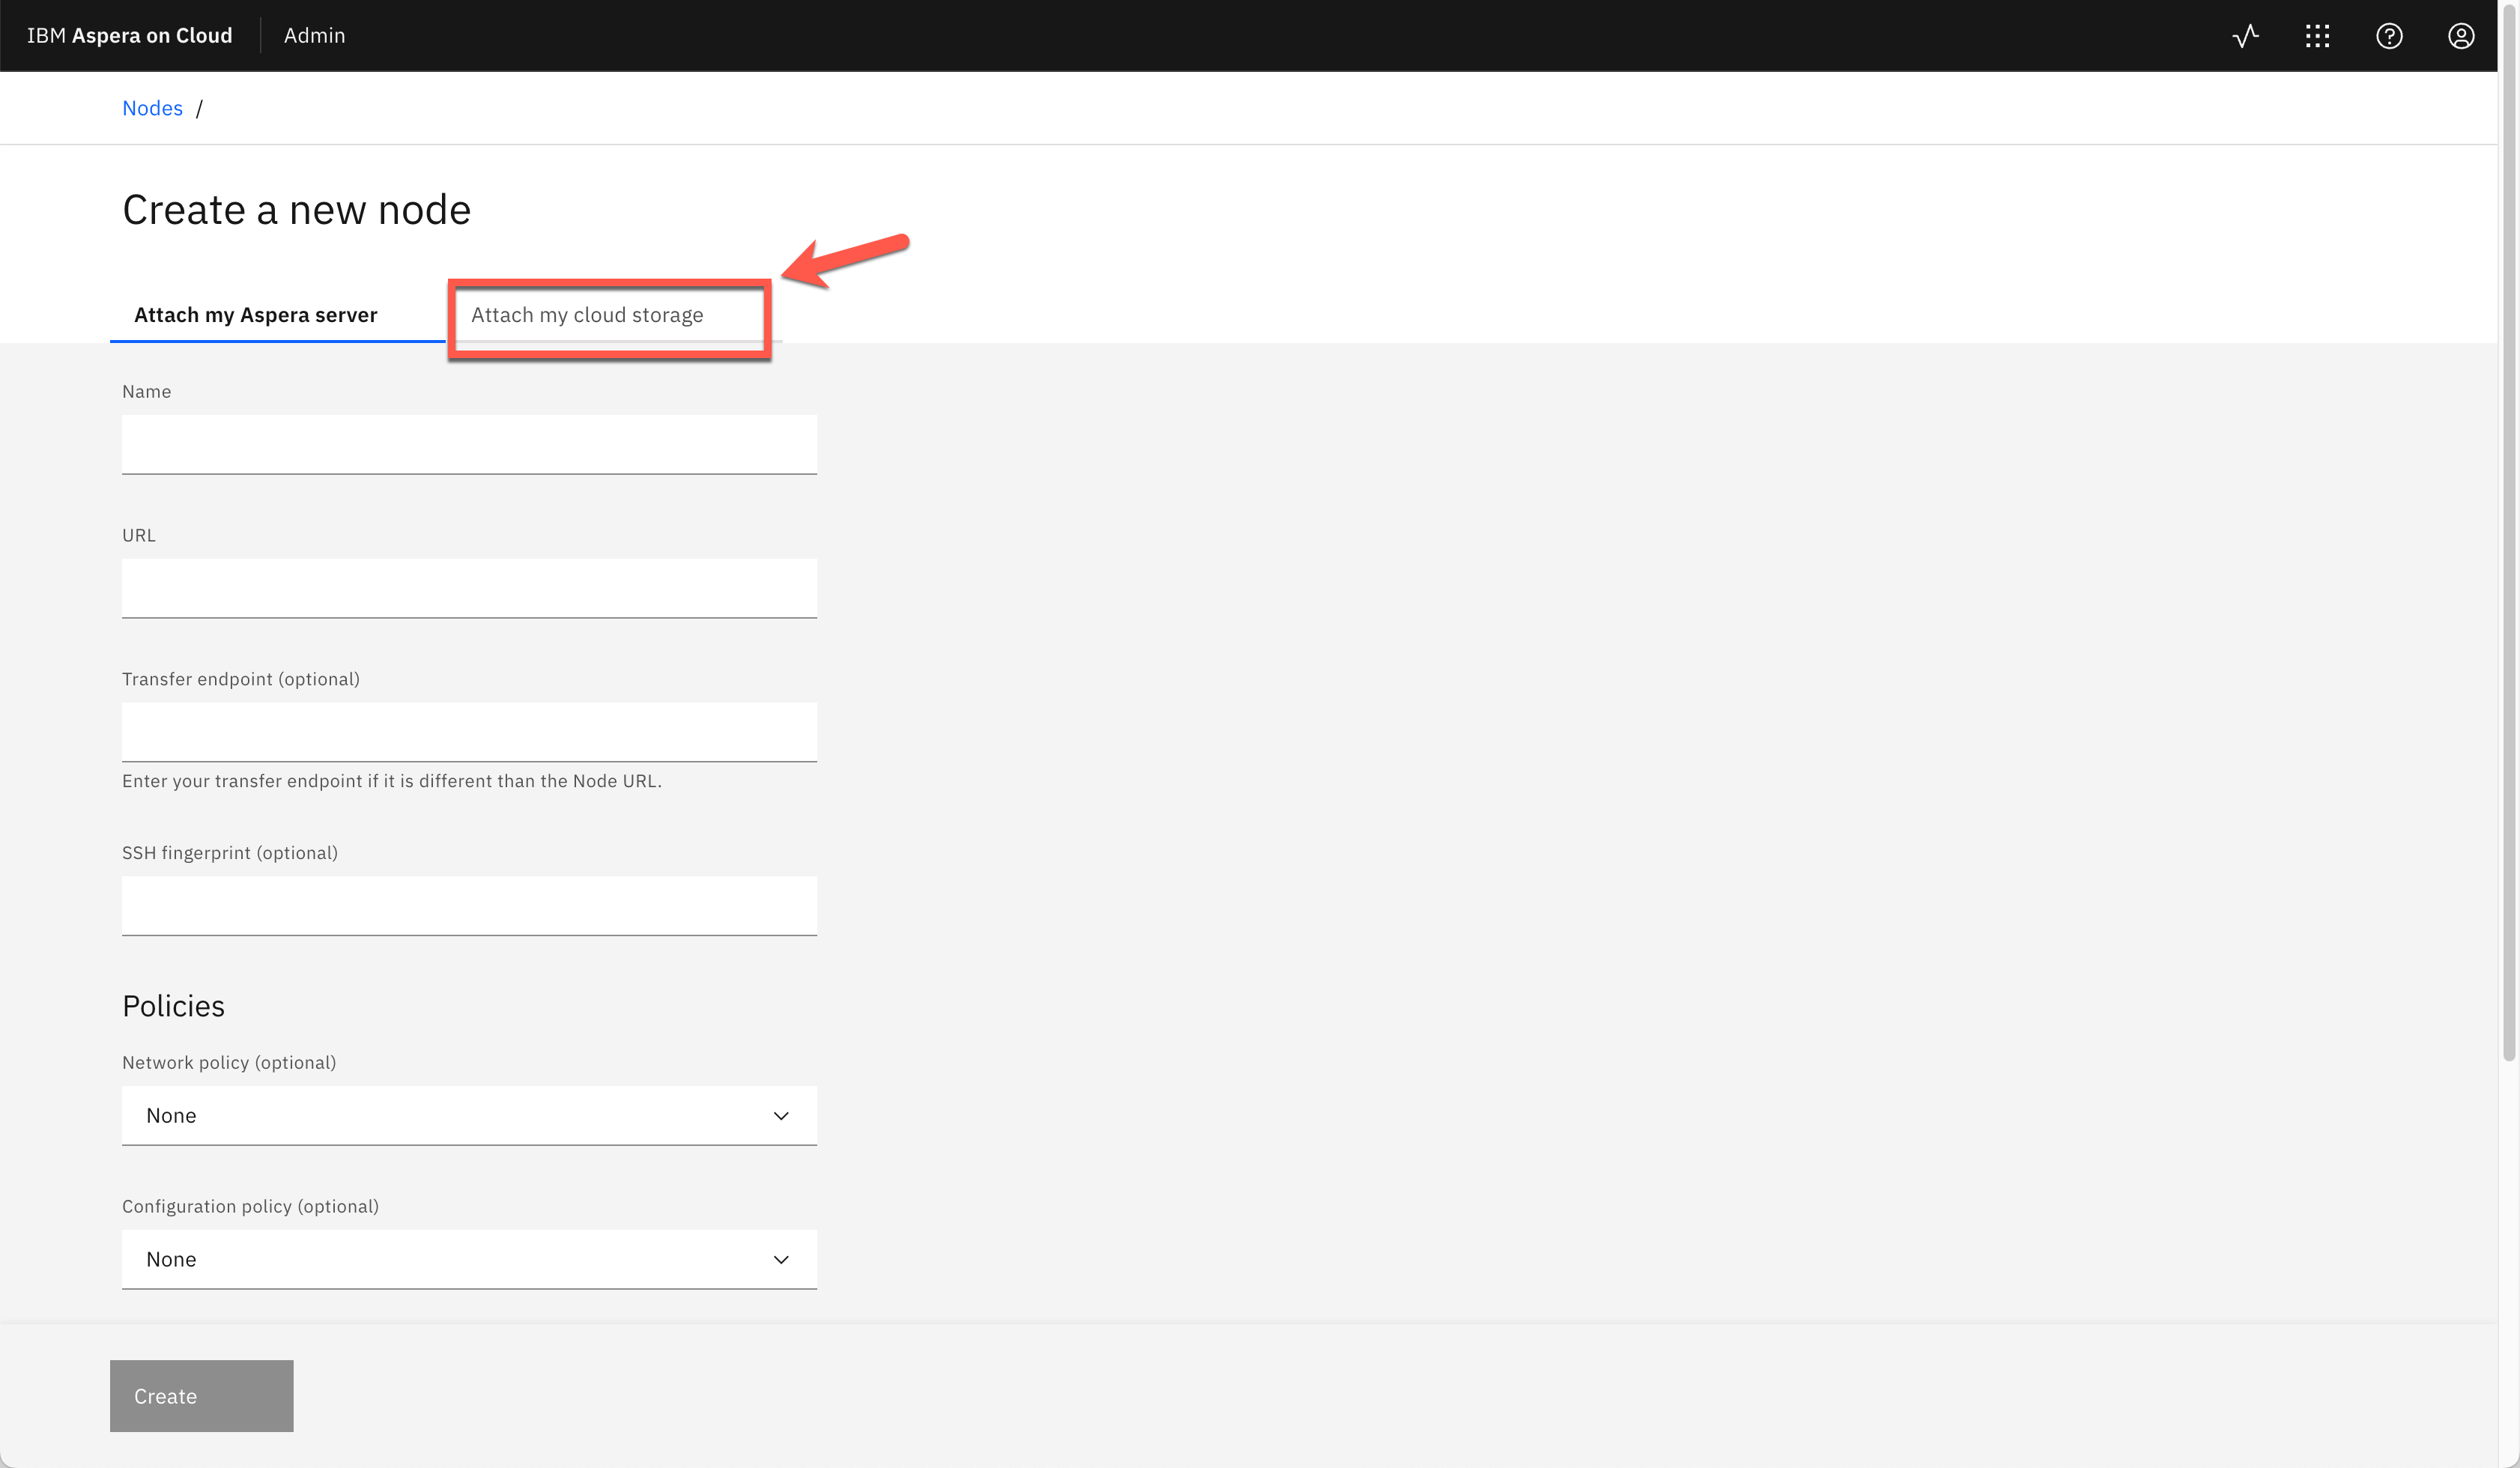 IBM Aspera on Cloud Admin
Nodes /
Create a new node
Attach my Aspera server Attach my cloud storage
Name
URL
Transfer endpoint (optional)
Enter your transfer endpoint if it is different than the Node URL.
SSH fingerprint (optional)
Policies
Network policy (optional)
None
Configuration policy (optional)
None
Create